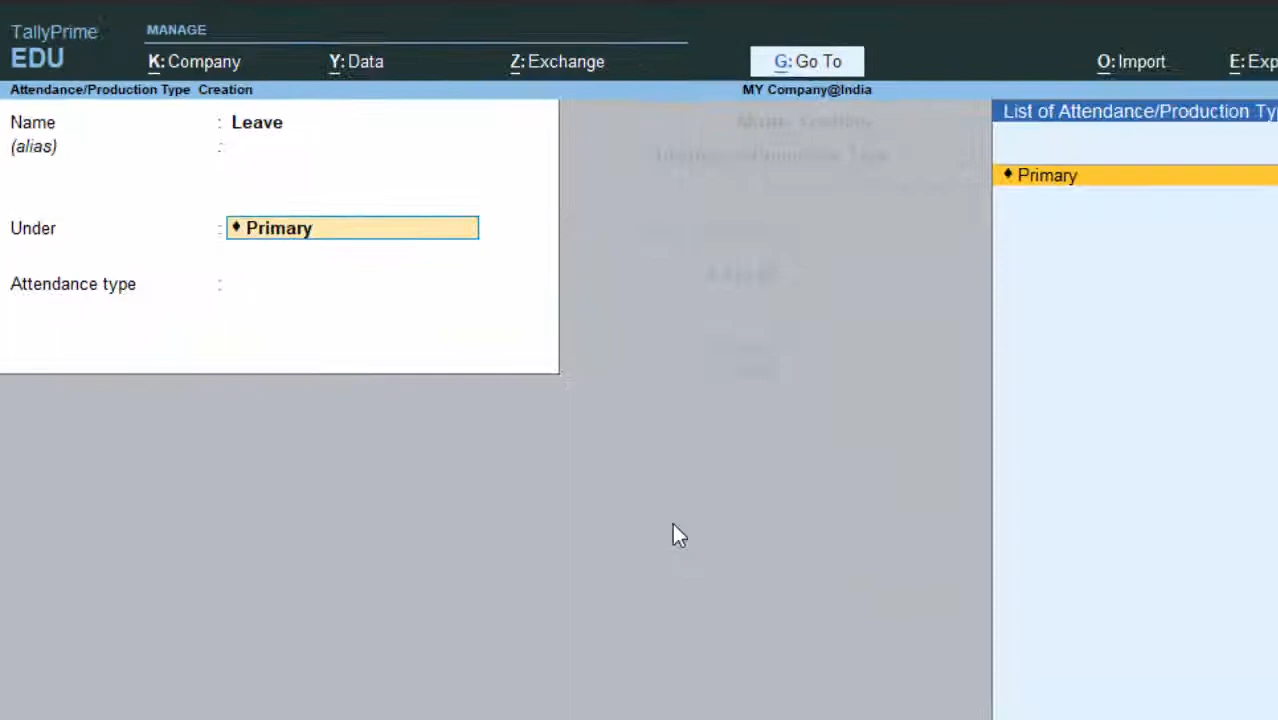 TallyPrime
EDU
MANAGE
K: Company
Y: Data
Z: Exchange
G: Go To
O: Import
E: Exp
Attendance/Production Type Creation
MY Company@India
Name : Leave
(alias) :
Under : ♦ Primary
Attendance type :
List of Attendance/Production Ty
♦ Primary